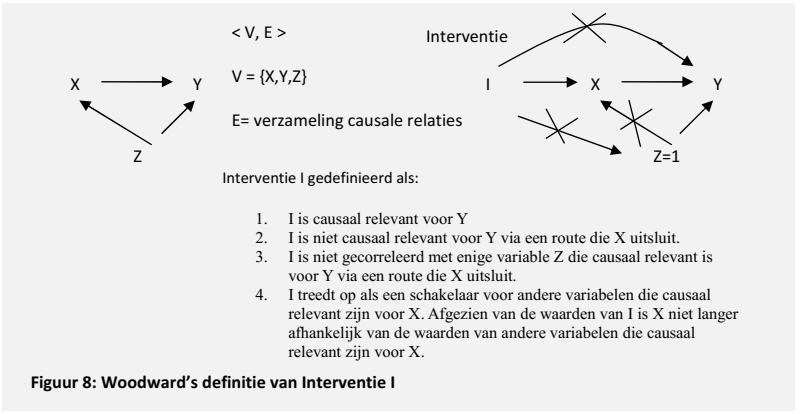 < V, E >
Interventie
V = {X,Y,Z}
X
Y
I
X
Y
E= verzameling causale relaties
Z
Z=1
Interventie I gedefinieerd als:
1. I is causaal relevant voor Y
2. I is niet causaal relevant voor Y via een route die X uitsluit.
3. I is niet gecorreleerd met enige variable Z die causaal relevant is
voor Y via een route die X uitsluit.
4. I treedt op als een schakelaar voor andere variabelen die causaal
relevant zijn voor X. Afgezien van de waarden van I is X niet langer
afhankelijk van de waarden van andere variabelen die causaal
relevant zijn voor X.
Figuur 8: Woodward's definitie van Interventie I